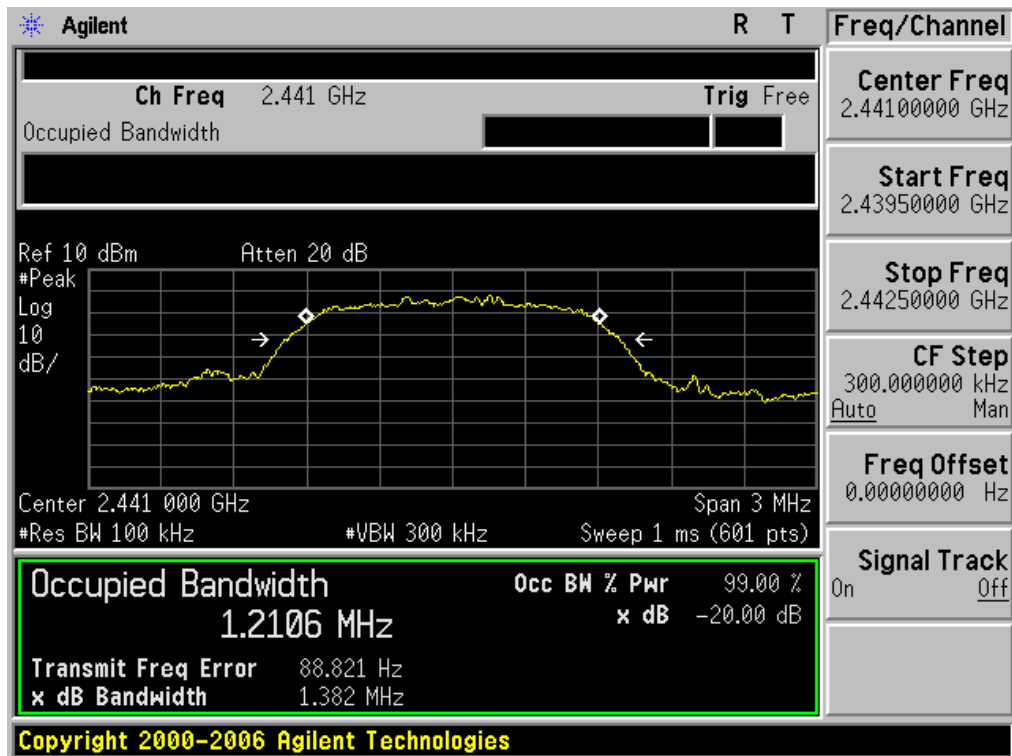 Agilent R T Freq/Channel
Ch Freq 2.441 GHz Trig Free
Occupied Bandwidth
Center Freq
2.44100000 GHz
Start Freq
2.43950000 GHz
Stop Freq
2.44250000 GHz
CF Step
300.000000 kHz
Auto Man
Freq Offset
0.00000000 Hz
Signal Track
On Off
Ref 10 dBm Atten 20 dB
#Peak
Log
10
dB/
Center 2.441 000 GHz Span 3 MHz
#Res BW 100 kHz #VBW 300 kHz Sweep 1 ms (601 pts)
Occupied Bandwidth
1.2106 MHz
Occ BW % Pwr 99.00 %
x dB -20.00 dB
Transmit Freq Error 88.821 Hz
x dB Bandwidth 1.382 MHz
Copyright 2000-2006 Agilent Technologies